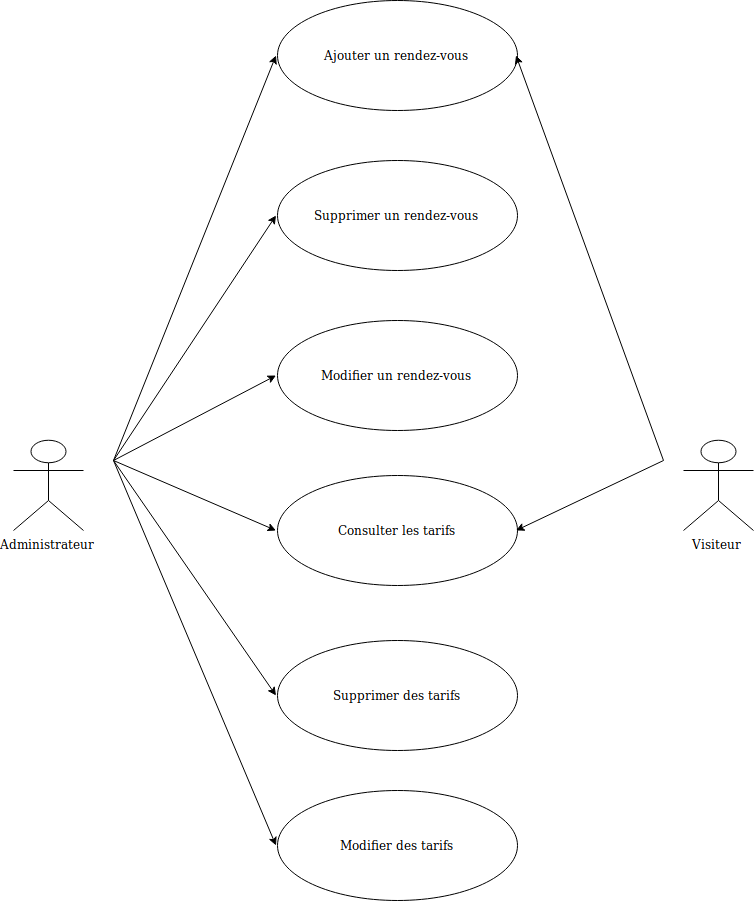 Ajouter un rendez-vous
Supprimer un rendez-vous
Modifier un rendez-vous
Consulter les tarifs
Administrateur
Visiteur
Supprimer des tarifs
Modifier des tarifs